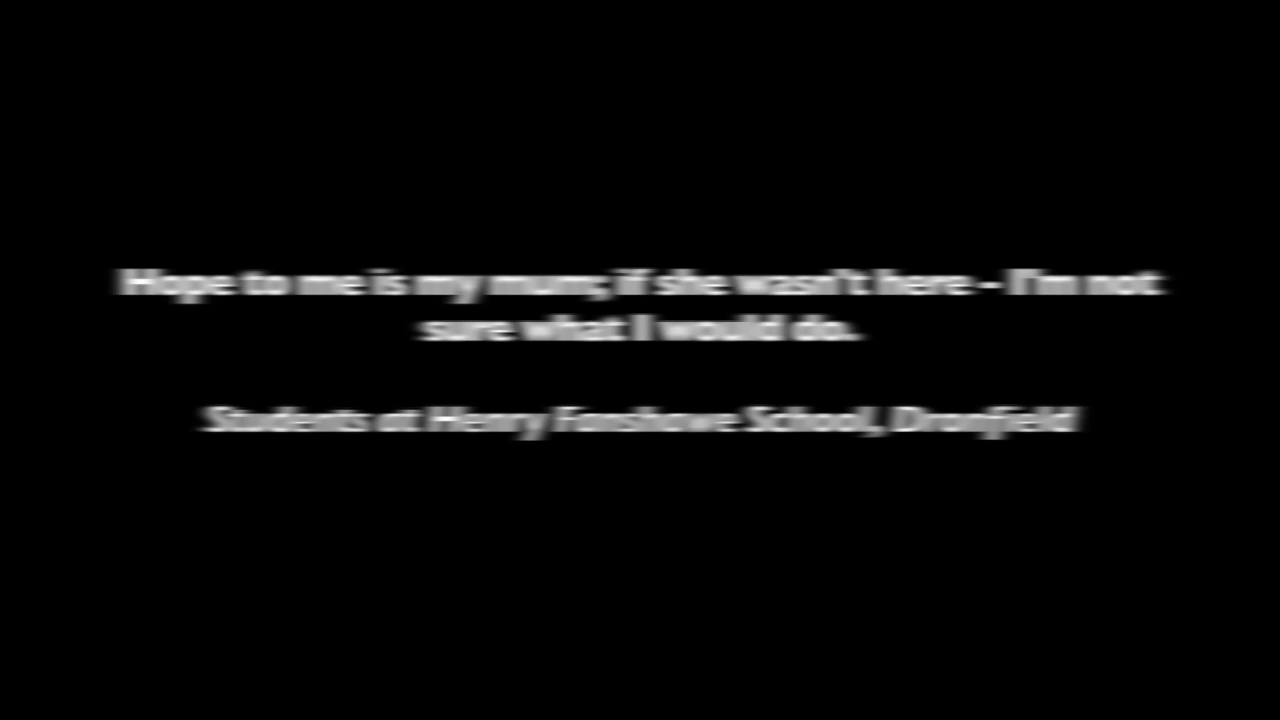 Hope to me is my mum; if she wasn't here - I'm not
sure what I would do.
Students at Henry Fanshawe School, Dronfield